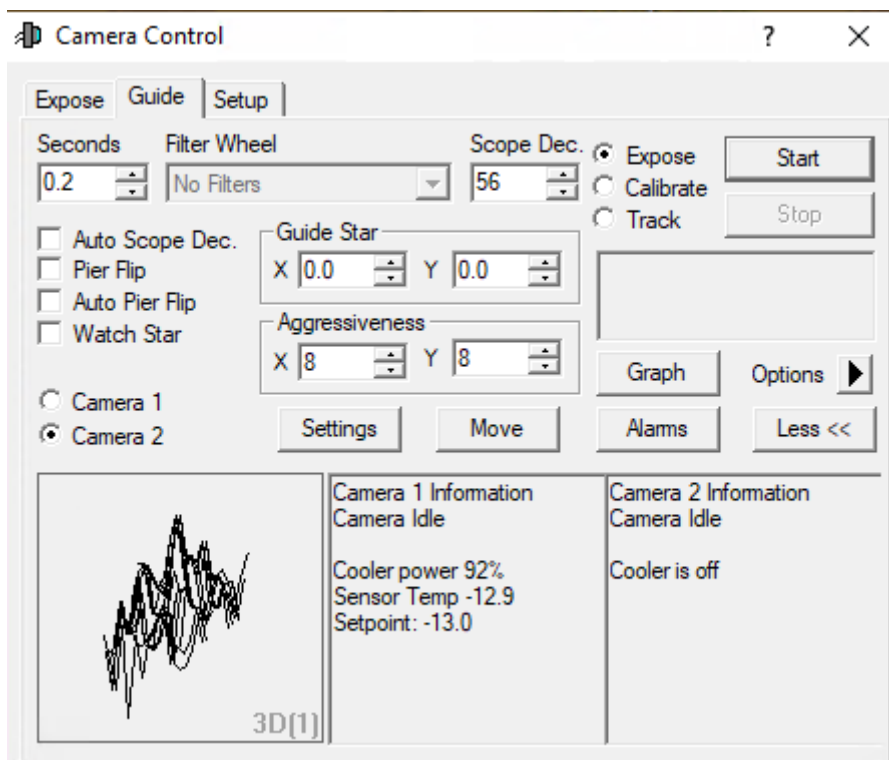 Camera Control
?
Expose Guide Setup
Seconds Filter Wheel Scope Dec.
0.2 No Filters 56
Expose
Calibrate
Track
Start
Stop
Auto Scope Dec.
Pier Flip
Auto Pier Flip
Watch Star
Guide Star
X 0.0 Y 0.0
Aggressiveness
X 8 Y 8
Graph Options
Camera 1
Camera 2
Settings Move Alarms Less <<
Camera 1 Information
Camera Idle
Cooler power 92%
Sensor Temp -12.9
Setpoint: -13.0
Camera 2 Information
Camera Idle
Cooler is off
3D(1)